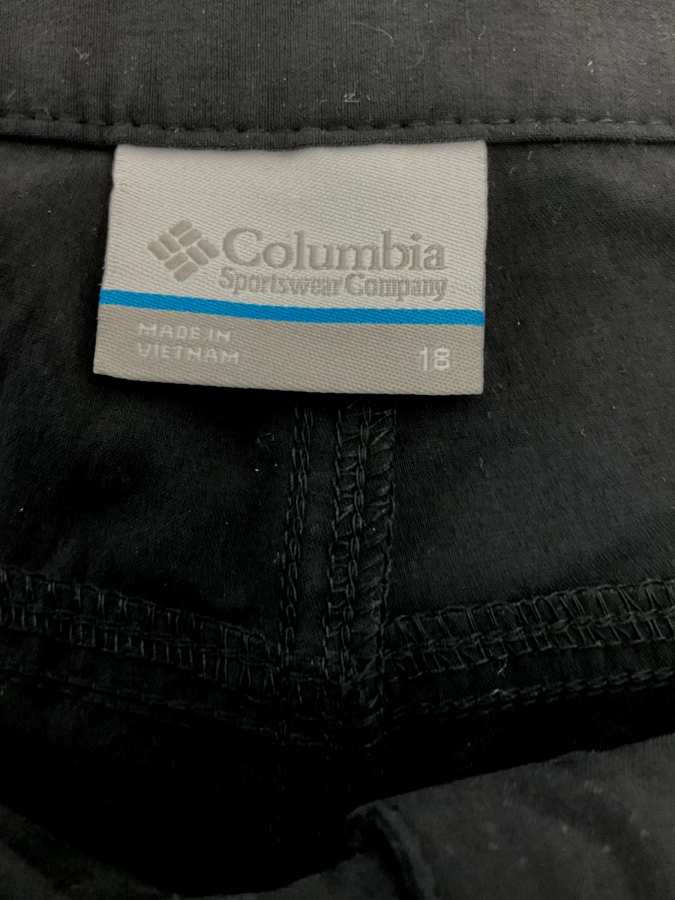 Columbia
Sportswear Company
MADE IN
VIETNAM
18